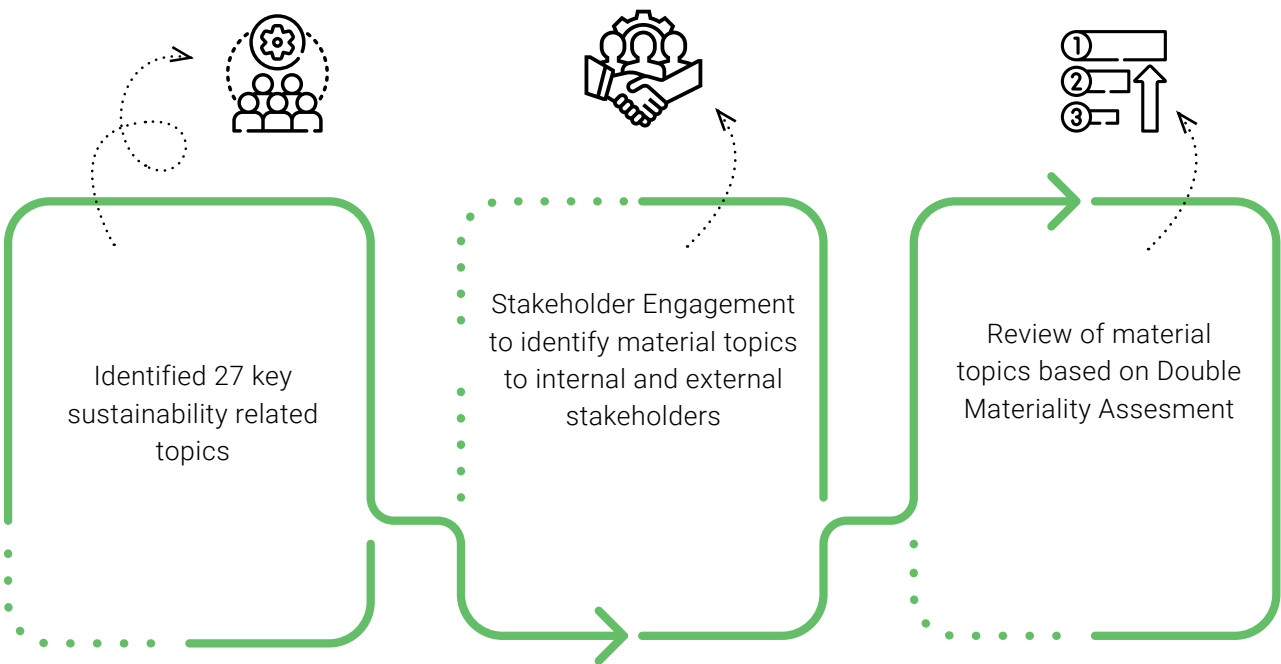 1
2
3
Identified 27 key
sustainability related
topics
Stakeholder Engagement
to identify material topics
to internal and external
stakeholders
Review of material
topics based on Double
Materiality Assesment